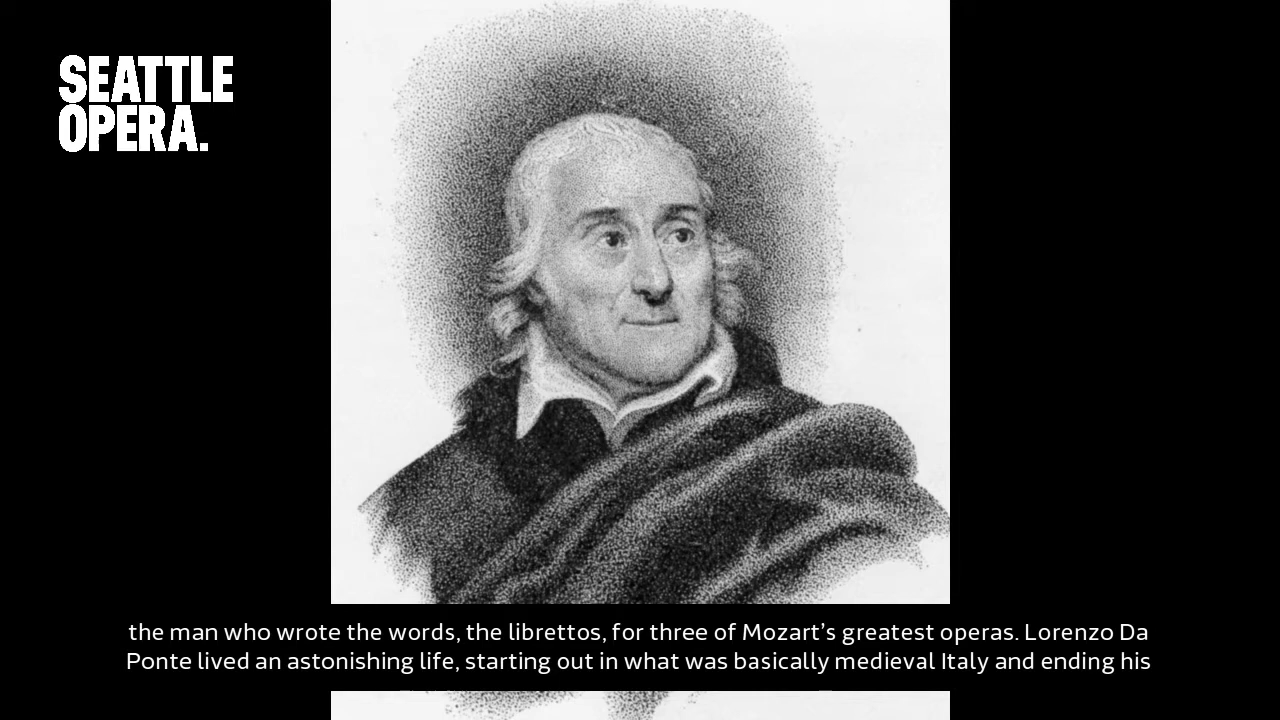 SEATTLE
OPERA.
the man who wrote the words, the librettos, for three of Mozart’s greatest operas. Lorenzo Da
Ponte lived an astonishing life, starting out in what was basically medieval Italy and ending his